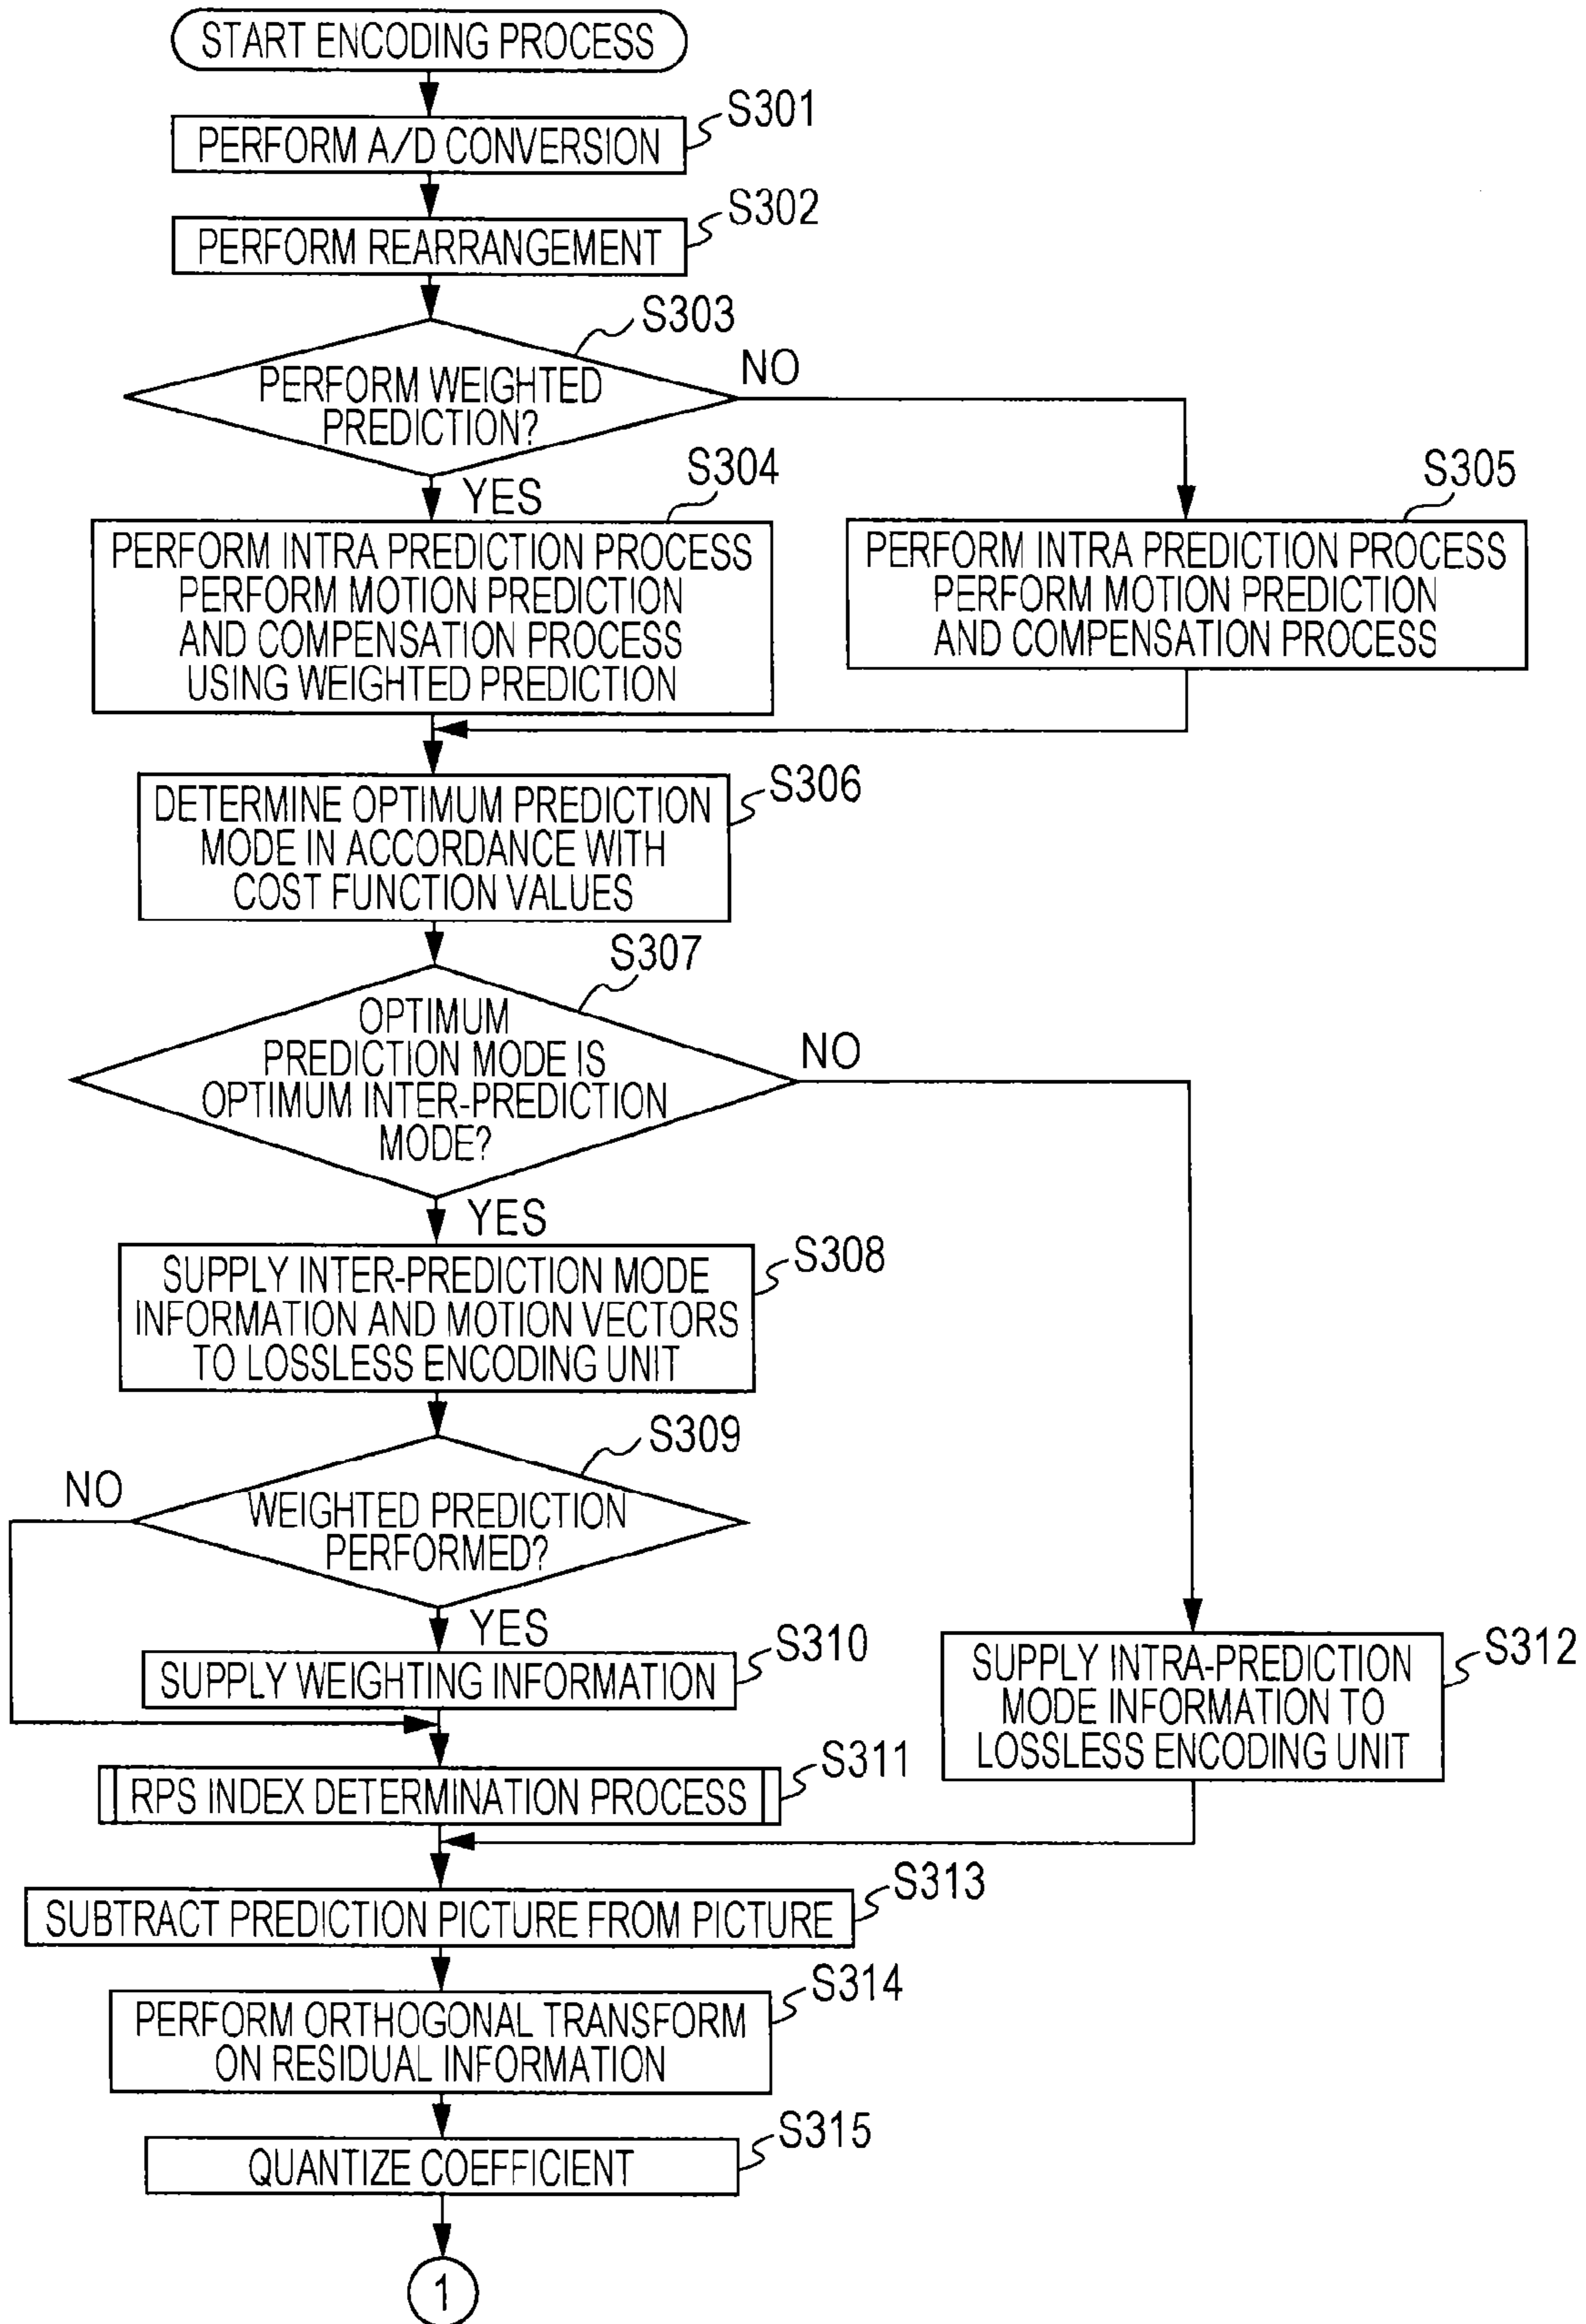 START ENCODING PROCESS
S301
PERFORM A/D CONVERSION
S302
PERFORM REARRANGEMENT
S303
PERFORM WEIGHTED
PREDICTION?
NO
YES
S304
PERFORM INTRA PREDICTION PROCESS
PERFORM MOTION PREDICTION
AND COMPENSATION PROCESS
USING WEIGHTED PREDICTION
S305
PERFORM INTRA PREDICTION PROCESS
PERFORM MOTION PREDICTION
AND COMPENSATION PROCESS
S306
DETERMINE OPTIMUM PREDICTION
MODE IN ACCORDANCE WITH
COST FUNCTION VALUES
S307
OPTIMUM
PREDICTION MODE IS
OPTIMUM INTER-PREDICTION
MODE?
NO
YES
S308
SUPPLY INTER-PREDICTION MODE
INFORMATION AND MOTION VECTORS
TO LOSSLESS ENCODING UNIT
S309
NO
WEIGHTED PREDICTION
PERFORMED?
YES
S310
SUPPLY WEIGHTING INFORMATION
S312
SUPPLY INTRA-PREDICTION
MODE INFORMATION TO
LOSSLESS ENCODING UNIT
S311
RPS INDEX DETERMINATION PROCESS
S313
SUBTRACT PREDICTION PICTURE FROM PICTURE
S314
PERFORM ORTHOGONAL TRANSFORM
ON RESIDUAL INFORMATION
S315
QUANTIZE COEFFICIENT
1